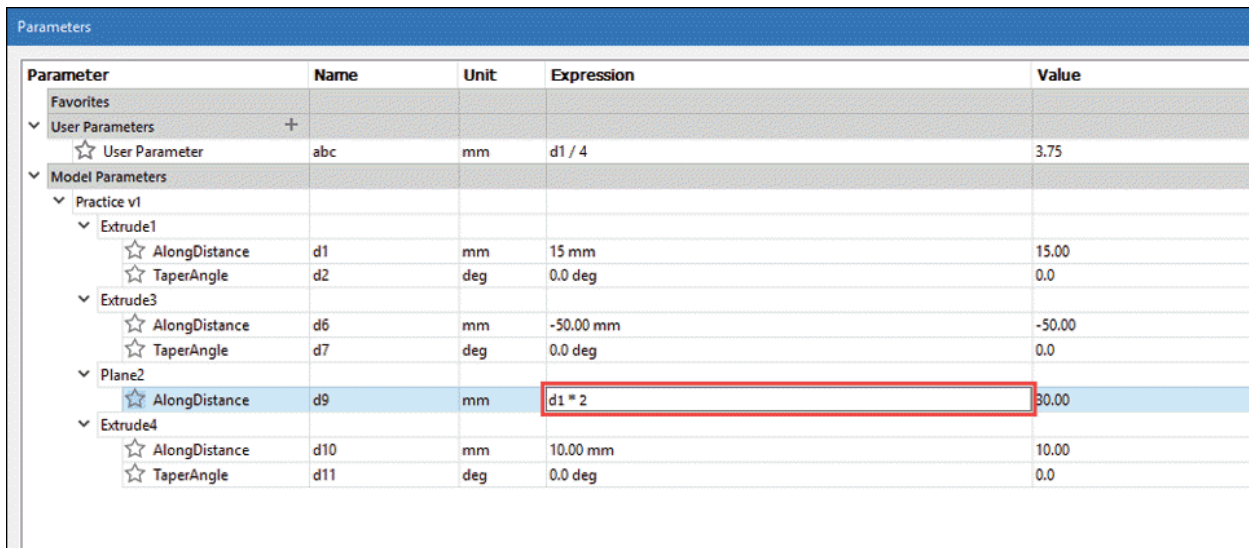 Parameters
Parameter Name Unit Expression Value
Favorites
User Parameters +
User Parameter abc mm d1 / 4 3.75
Model Parameters
Practice v1
Extrude1
AlongDistance d1 mm 15 mm 15.00
TaperAngle d2 deg 0.0 deg 0.0
Extrude3
AlongDistance d6 mm -50.00 mm -50.00
TaperAngle d7 deg 0.0 deg 0.0
Plane2
AlongDistance d9 mm d1 * 2 30.00
Extrude4
AlongDistance d10 mm 10.00 mm 10.00
TaperAngle d11 deg 0.0 deg 0.0